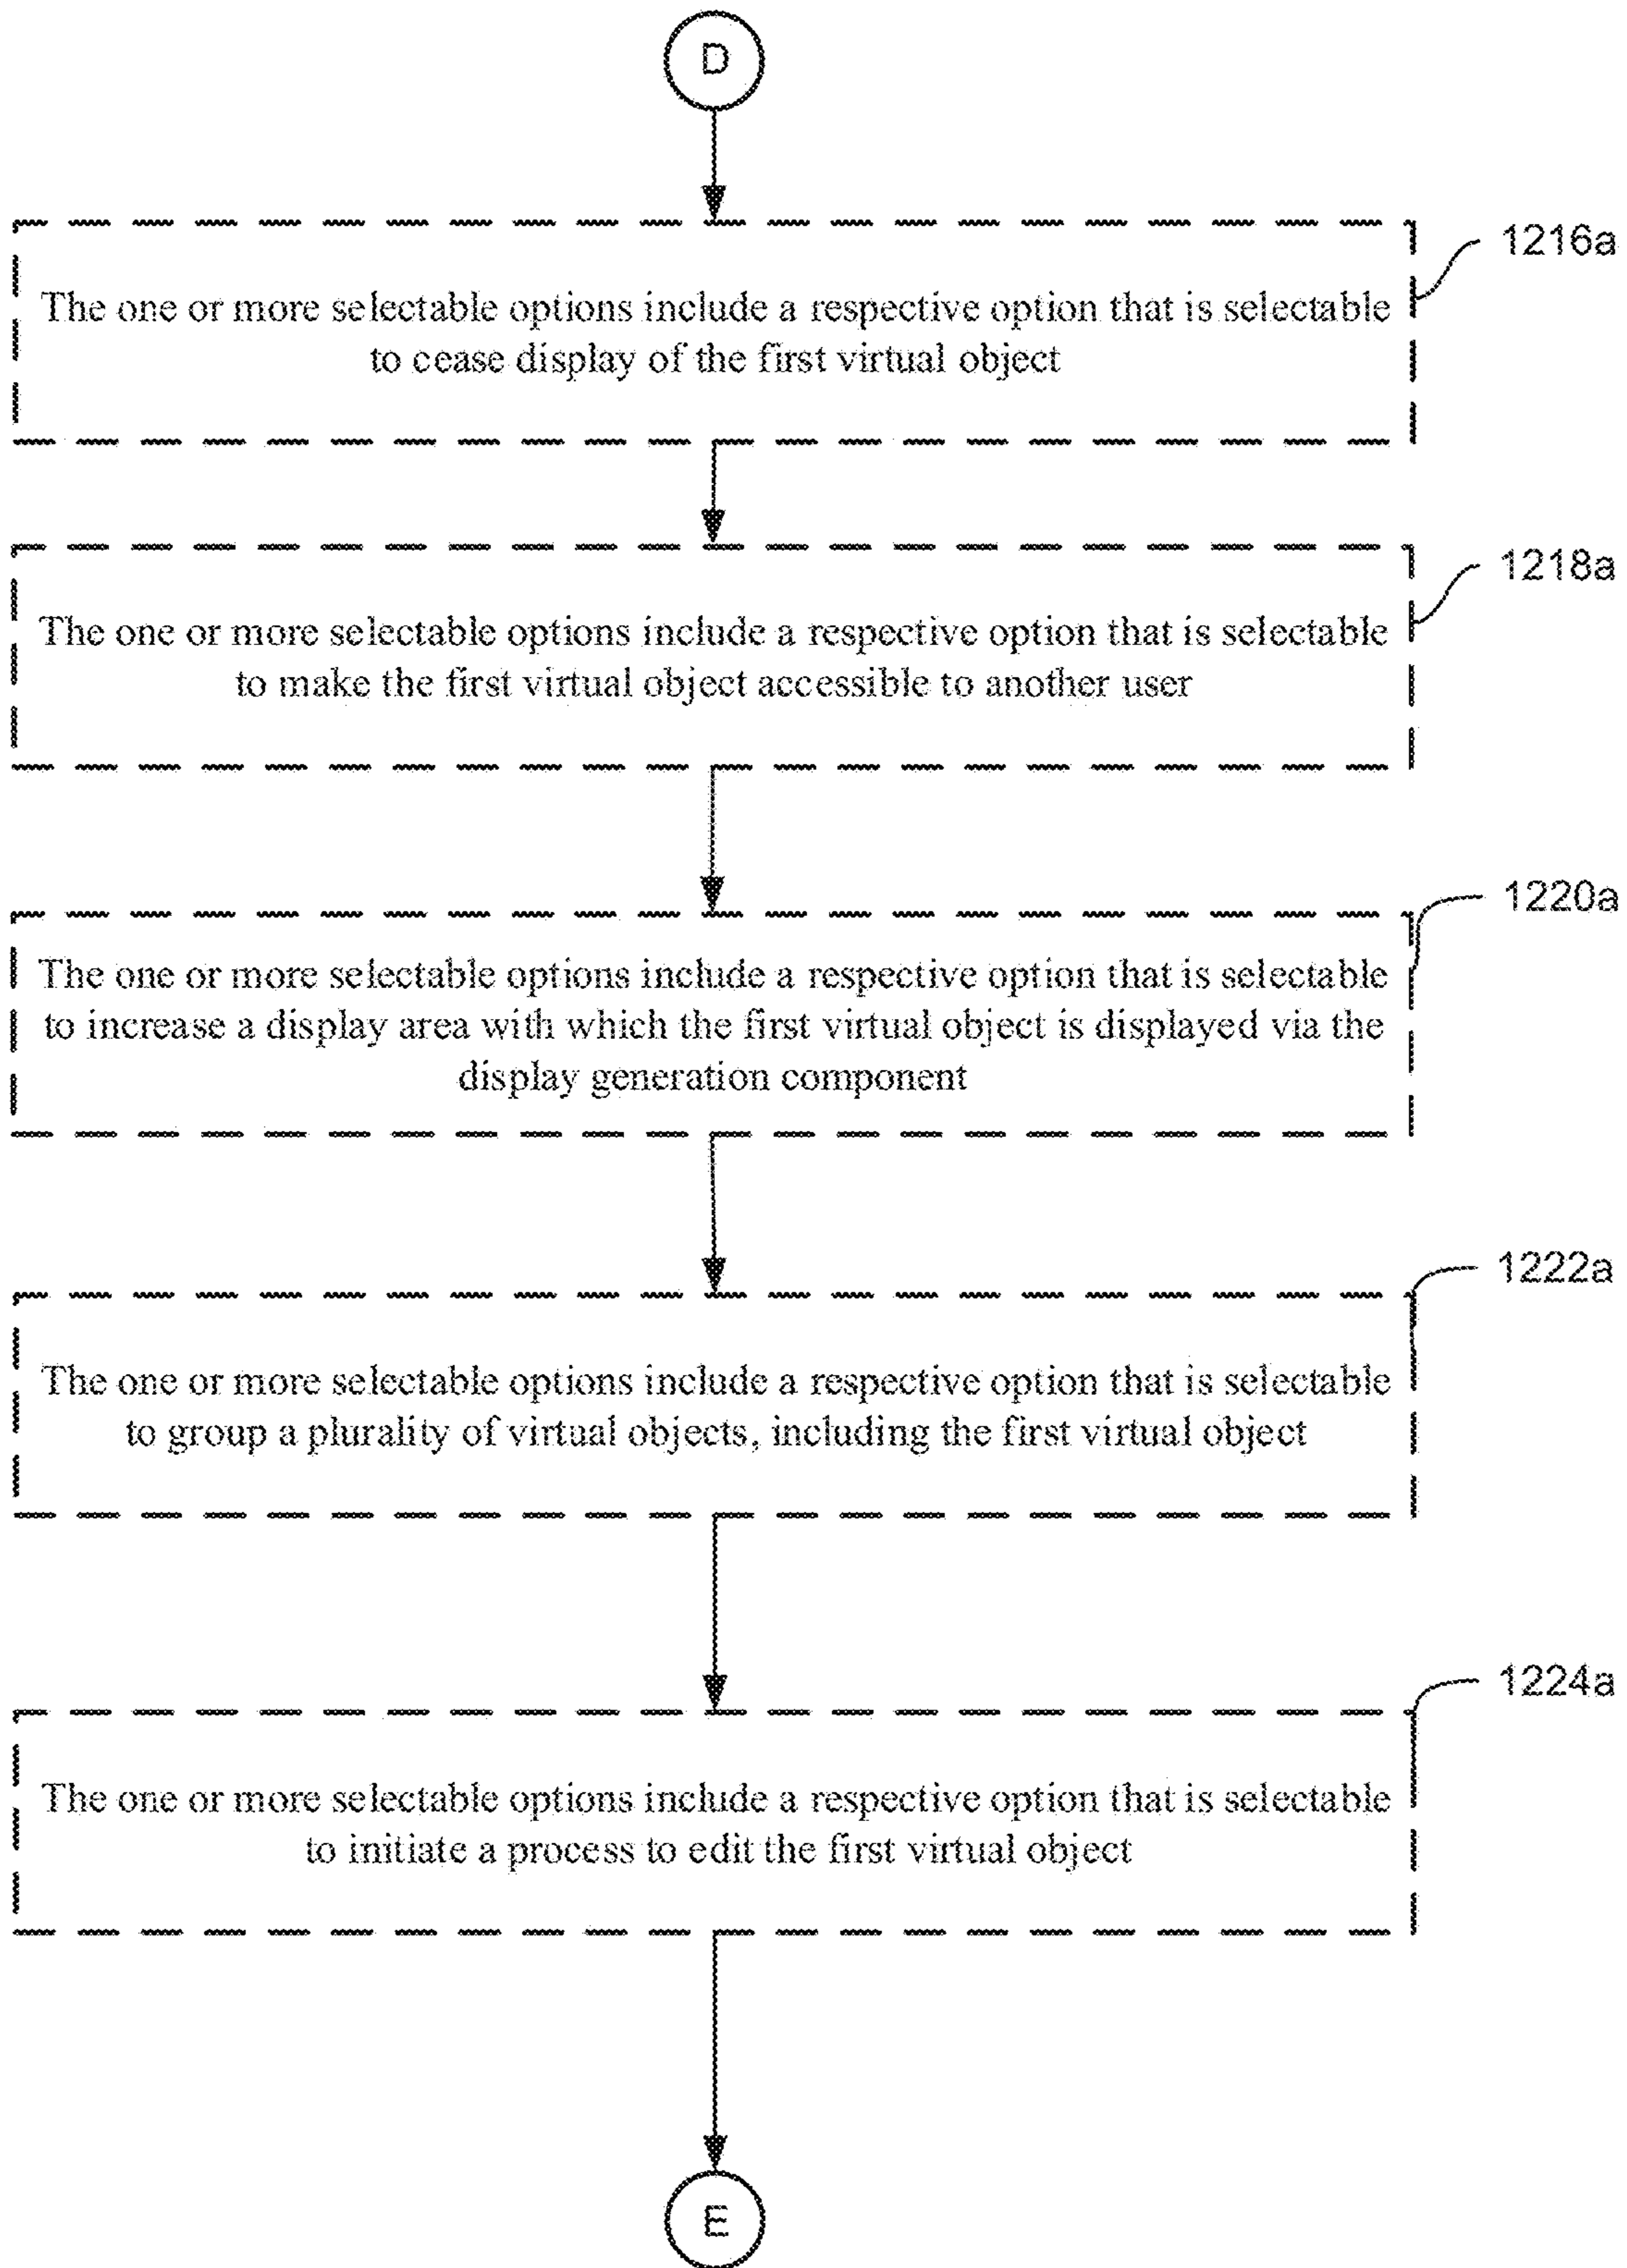 D
1216a
The one or more selectable options include a respective option that is selectable
to cease display of the first virtual object
1218a
The one or more selectable options include a respective option that is selectable
to make the first virtual object accessible to another user
1220a
The one or more selectable options include a respective option that is selectable
to increase a display area with which the first virtual object is displayed via the
display generation component
1222a
The one or more selectable options include a respective option that is selectable
to group a plurality of virtual objects, including the first virtual object
1224a
The one or more selectable options include a respective option that is selectable
to initiate a process to edit the first virtual object
E